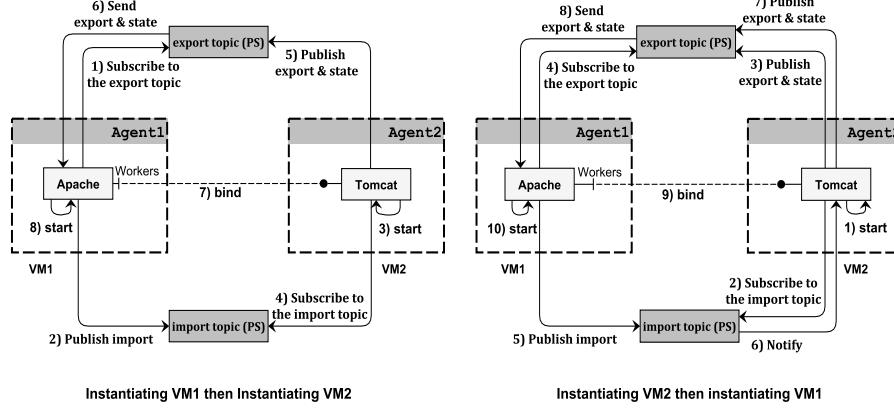 6) Send
export & state
export topic (PS)
1) Subscribe to
the export topic
5) Publish
export & state
Agent1
Agent2
Workers
Apache
Tomcat
7) bind
8) start
3) start
VM1
VM2
4) Subscribe to
the import topic
import topic (PS)
2) Publish import
Instantiating VM1 then Instantiating VM2
8) Send
export & state
7) Publish
export & state
export topic (PS)
4) Subscribe to
the export topic
3) Publish
export & state
Agent1
Workers
Apache
Tomcat
9) bind
10) start
1) start
VM1
VM2
2) Subscribe to
the import topic
import topic (PS)
5) Publish import
6) Notify
Instantiating VM2 then instantiating VM1